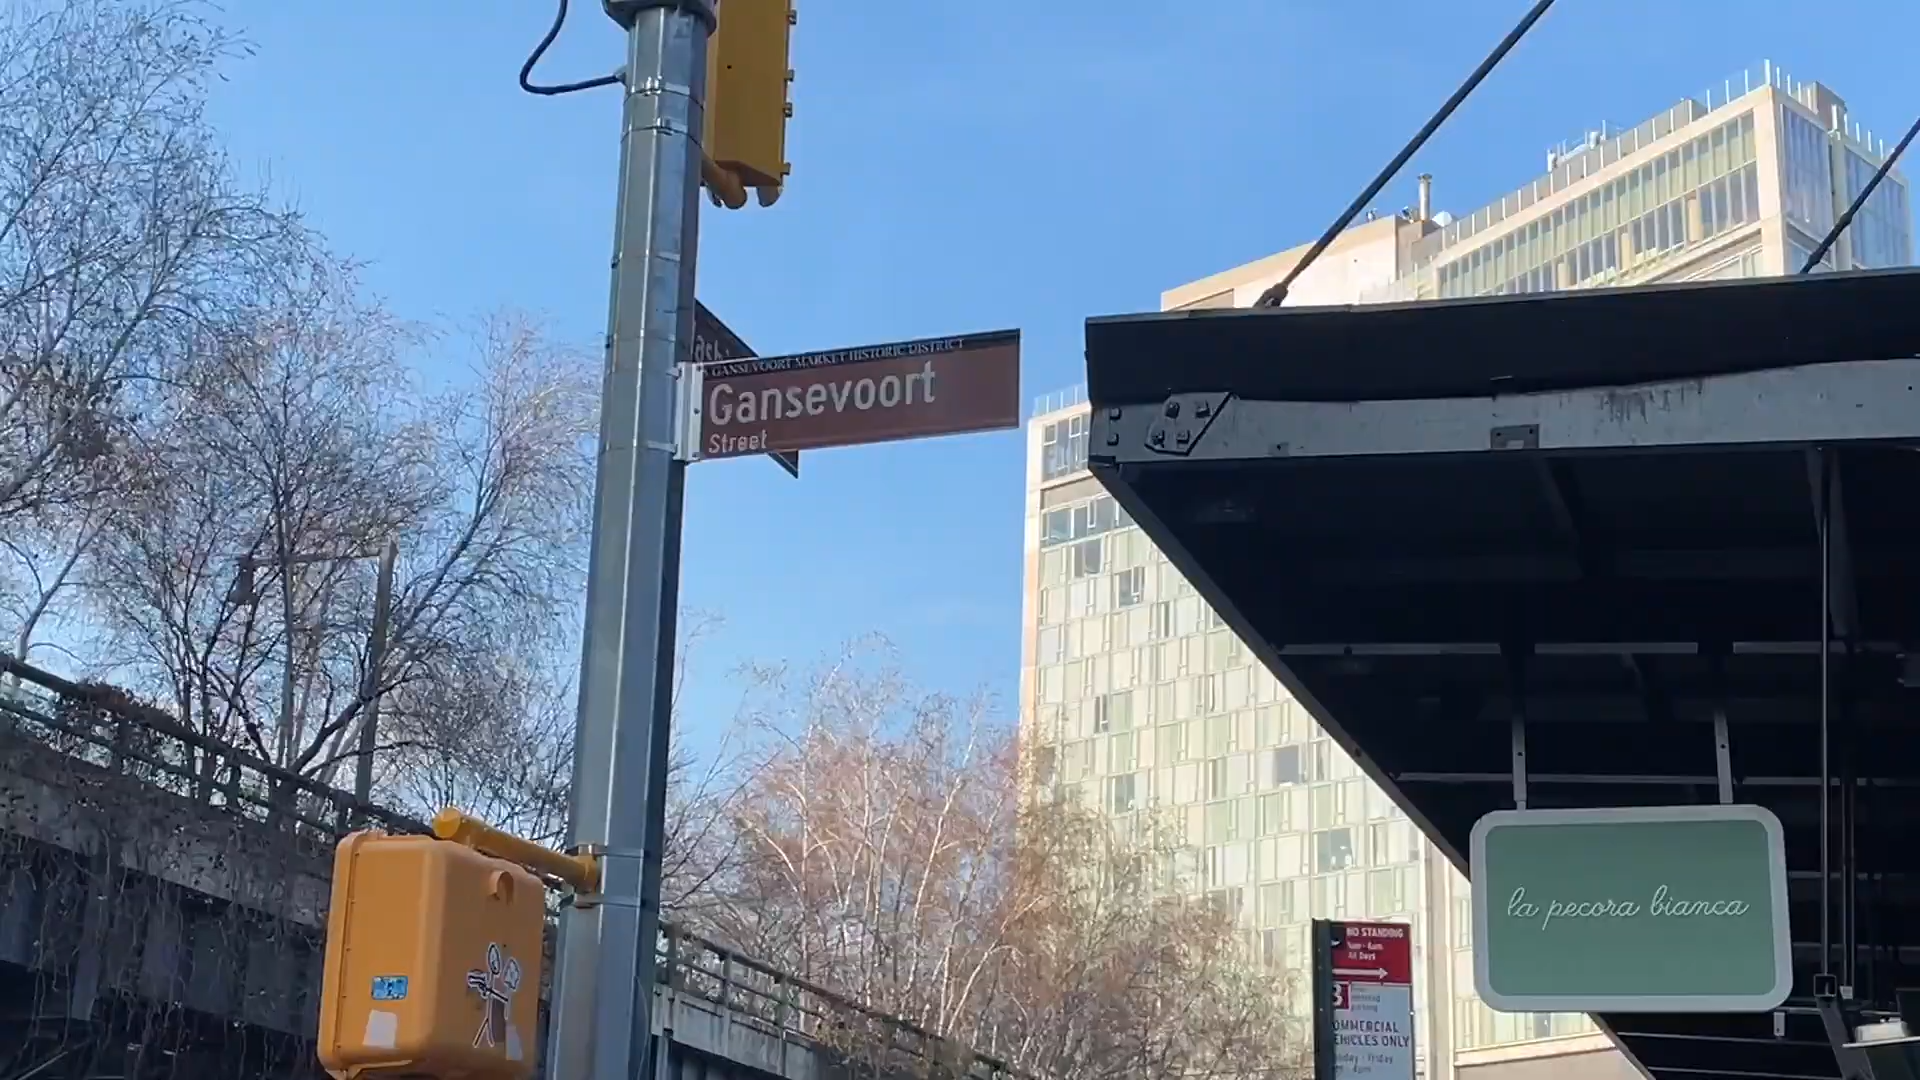 GANSEVOORT MARKET HISTORIC DISTRICT
Gansevoort
Street
la pecora bianca
NO STANDING
All Days
COMMERCIAL
VEHICLES ONLY